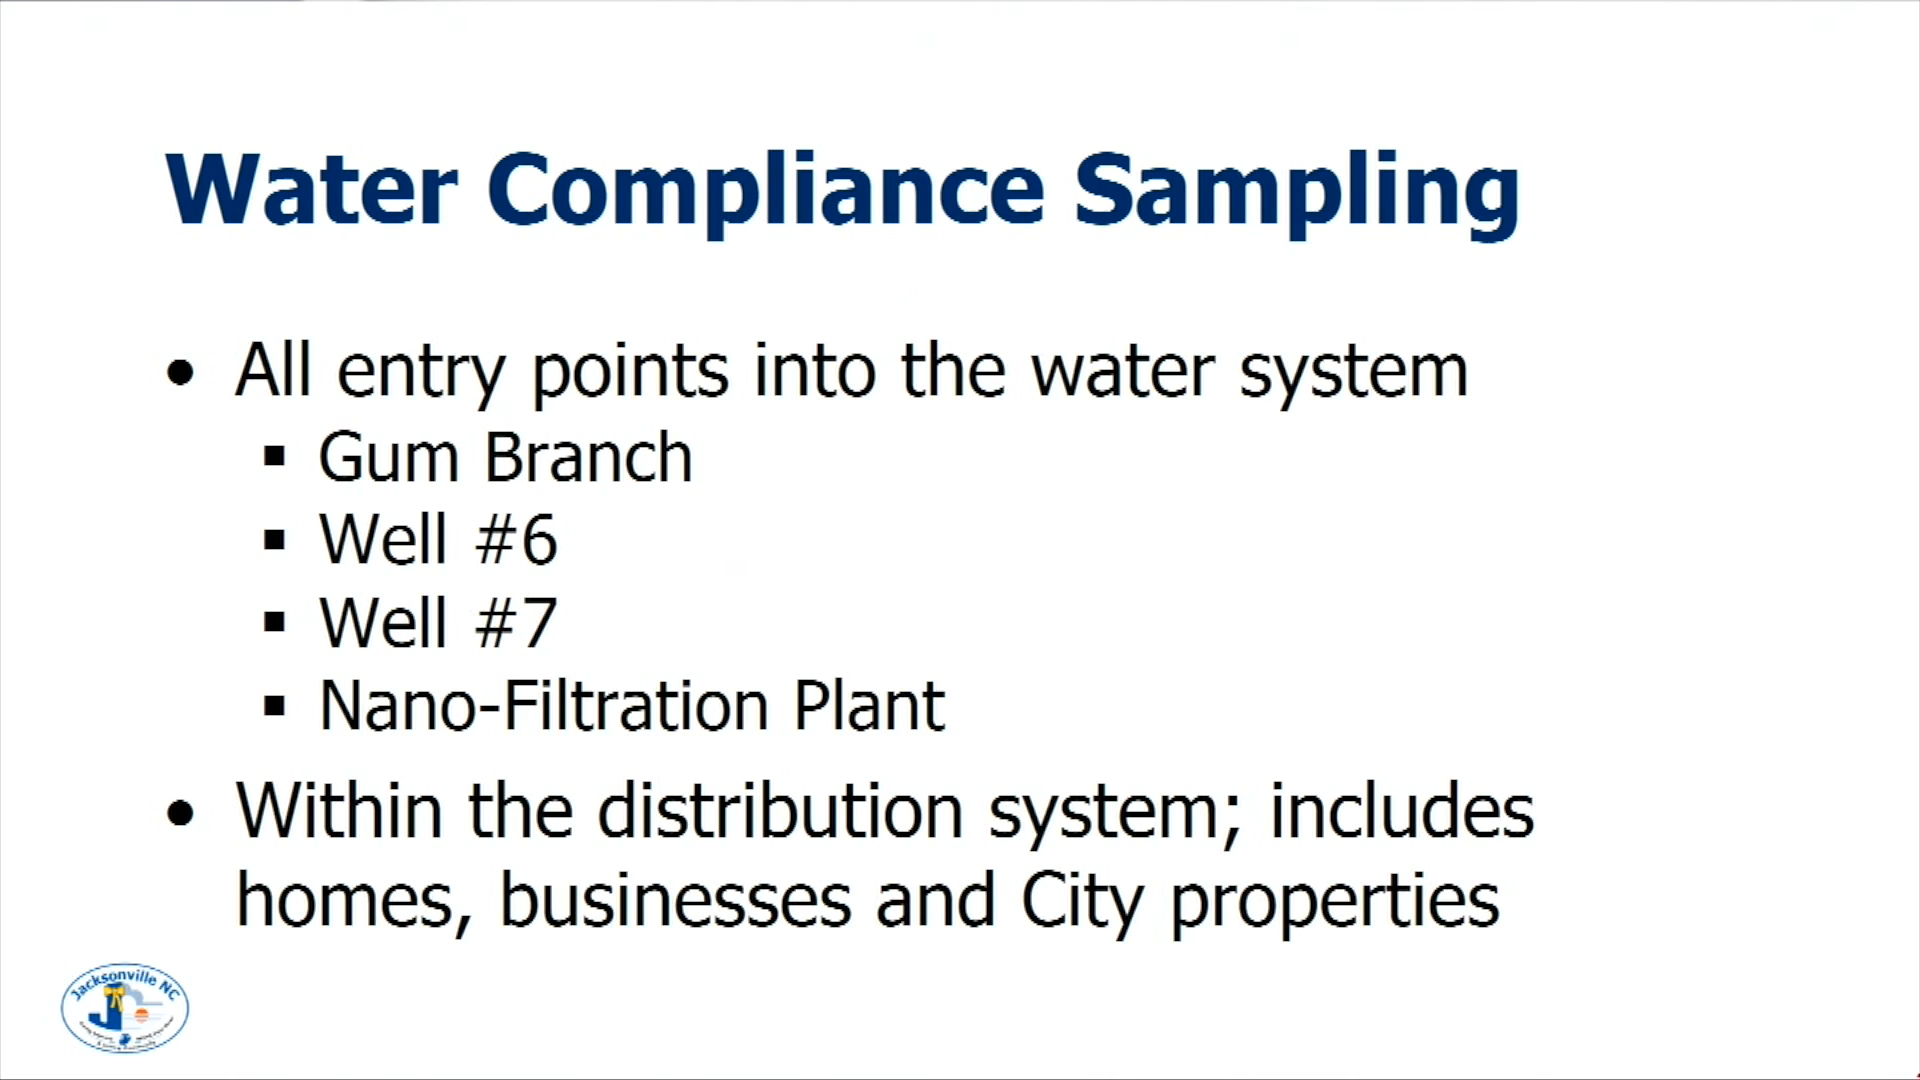 Water Compliance Sampling
• All entry points into the water system
▪ Gum Branch
▪ Well #6
▪ Well #7
▪ Nano-Filtration Plant
• Within the distribution system; includes
homes, businesses and City properties
Jacksonville NC